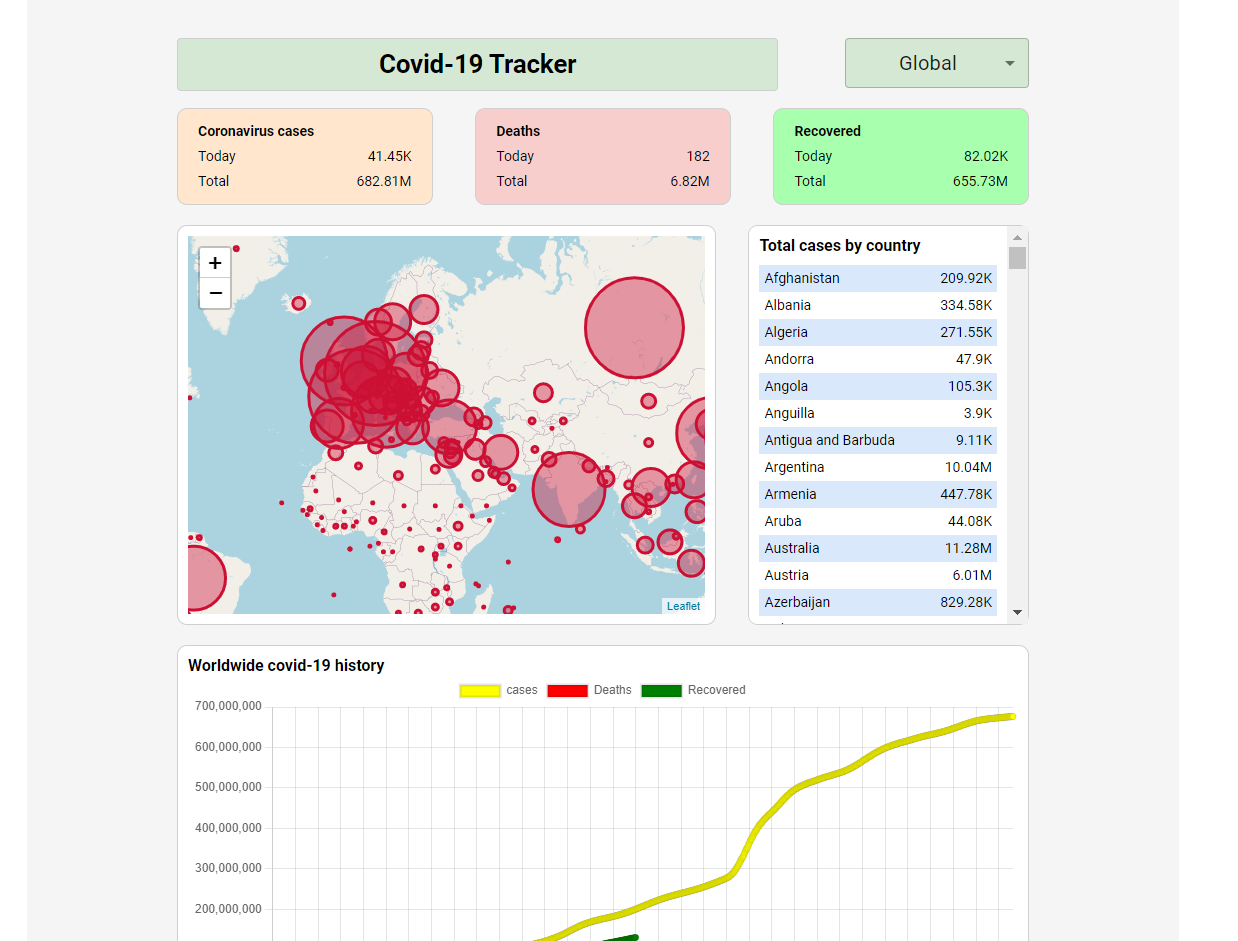 Covid-19 Tracker
Global
Coronavirus cases
Today 41.45K
Total 682.81M
Deaths
Today 182
Total 6.82M
Recovered
Today 82.02K
Total 655.73M
+
−
Leaflet
Total cases by country
Afghanistan 209.92K
Albania 334.58K
Algeria 271.55K
Andorra 47.9K
Angola 105.3K
Anguilla 3.9K
Antigua and Barbuda 9.11K
Argentina 10.04M
Armenia 447.78K
Aruba 44.08K
Australia 11.28M
Austria 6.01M
Azerbaijan 829.28K
Worldwide covid-19 history
cases Deaths Recovered
700,000,000
600,000,000
500,000,000
400,000,000
300,000,000
200,000,000